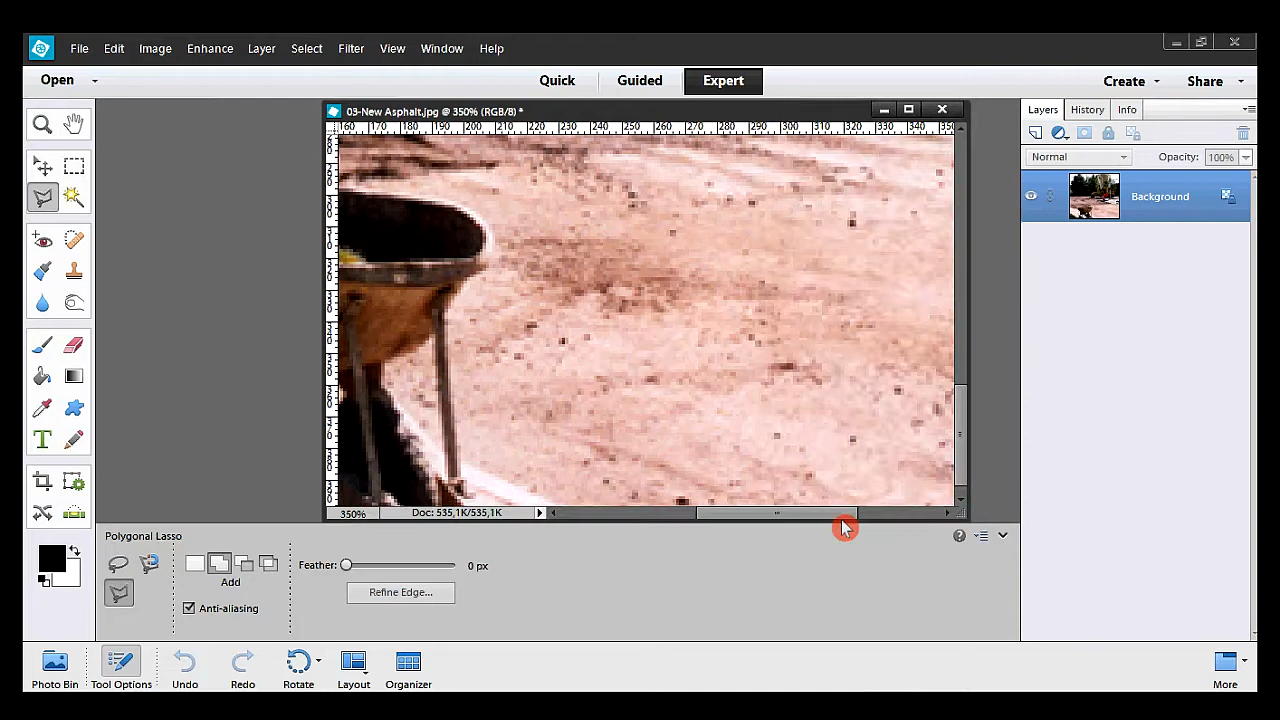 File Edit Image Enhance Layer Select Filter View Window Help
Open Quick Guided Expert Create Share
03-New Asphalt.jpg @ 350% (RGB/8) *
Layers History Info
160 170 180 190 200 210 220 230 240 250 260 270 280 290 300 310 320 330 340 350
Normal Opacity: 100%
Background
350% Doc: 535,1K/535,1K
Polygonal Lasso
Feather: 0 px
Add
Refine Edge...
Anti-aliasing
T
Photo Bin Tool Options Undo Redo Rotate Layout Organizer More